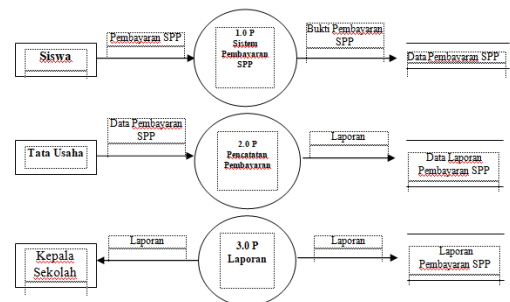 Siswa
Pembayaran SPP
1.0 P
Sistem
Pembayaran
SPP
Bukti Pembayaran
SPP
Data Pembayaran SPP
Tata Usaha
Data Pembayaran
SPP
2.0 P
Pencatatan
Pembayaran
Laporan
Data Laporan
Pembayaran SPP
Kepala
Sekolah
Laporan
3.0 P
Laporan
Laporan
Laporan
Pembayaran SPP